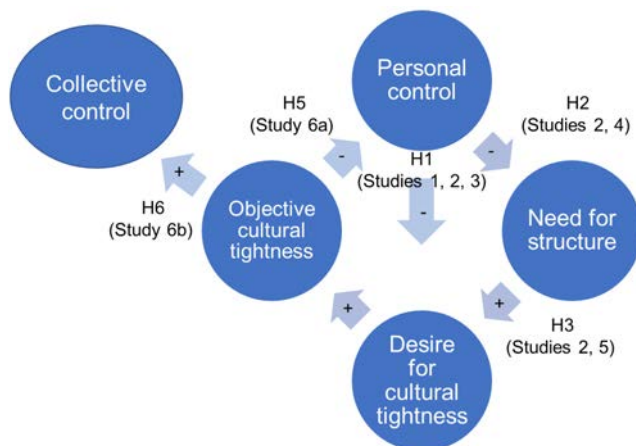 Collective
control
Personal
control
H5
(Study 6a)
H2
(Studies 2, 4)
+
-
H1
(Studies 1, 2, 3)
-
-
H6
(Study 6b)
Objective
cultural
tightness
Need for
structure
+
+
H3
(Studies 2, 5)
Desire
for
cultural
tightness